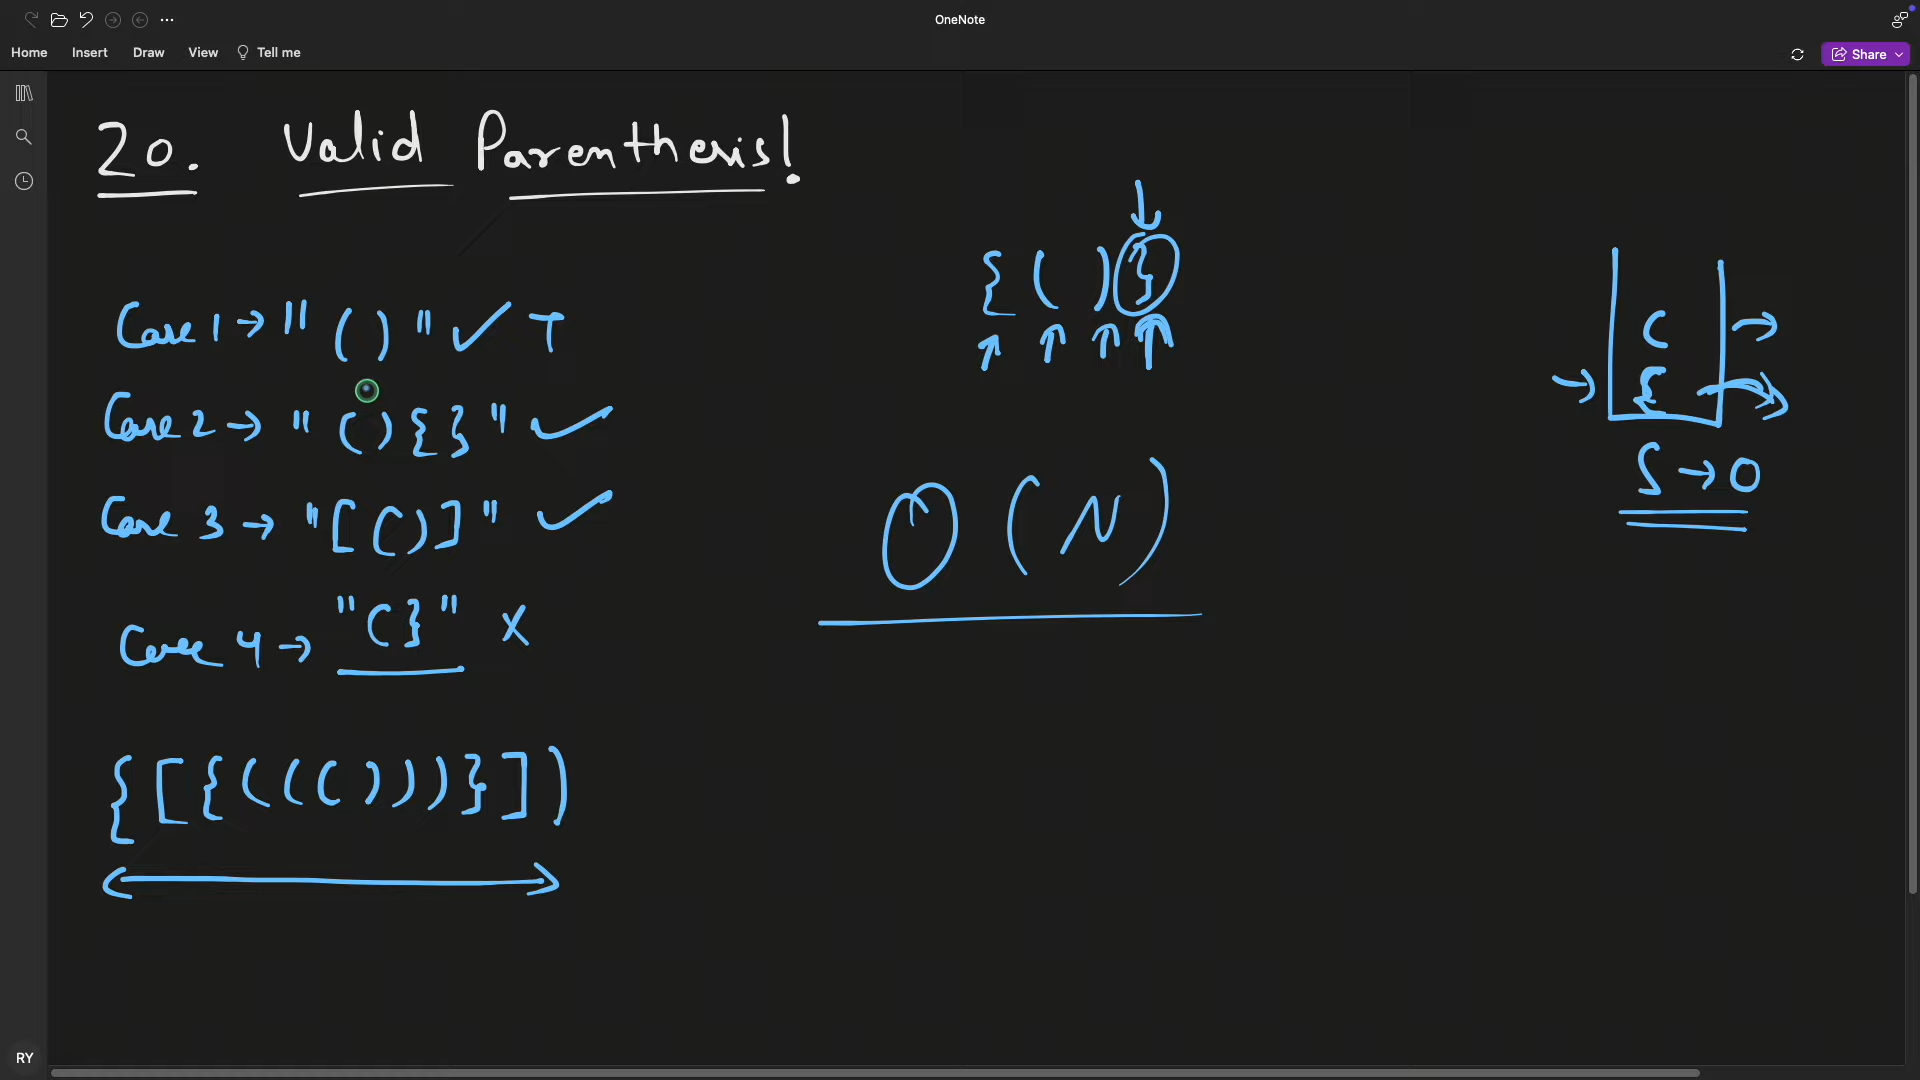 OneNote
Home Insert Draw View Tell me Share
20. Valid Parenthesis!
Case 1 → "()" ✓ T
Case 2 → "(){}" ✓
Case 3 → "[()]" ✓
Case 4 → "(}" X
{[{((()))}])
{()}
O(N)
(
{
S → O
RY